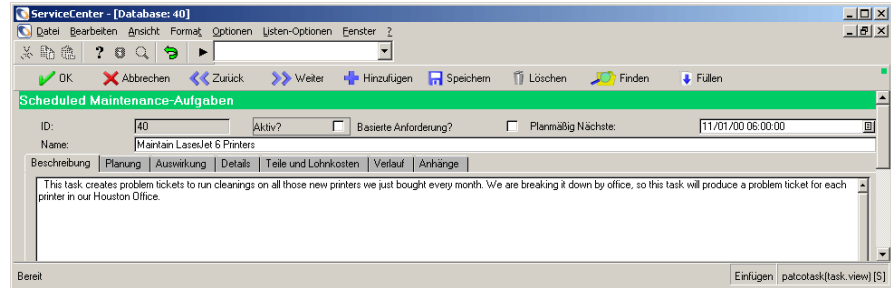 ServiceCenter - [Database: 40]
Datei Bearbeiten Ansicht Format Optionen Listen-Optionen Fenster ?
OK Abbrechen Zurück Weiter Hinzufügen Speichern Löschen Finden Füllen
Scheduled Maintenance-Aufgaben
ID: 40 Aktiv? Basierte Anforderung? Planmäßig Nächste: 11/01/00 06:00:00
Name: Maintain LaserJet 6 Printers
Beschreibung Planung Auswirkung Details Teile und Lohnkosten Verlauf Anhänge
This task creates problem tickets to run cleanings on all those new printers we just bought every month. We are breaking it down by office, so this task will produce a problem ticket for each
printer in our Houston Office.
Bereit Einfügen patcotask(task.view) [S]